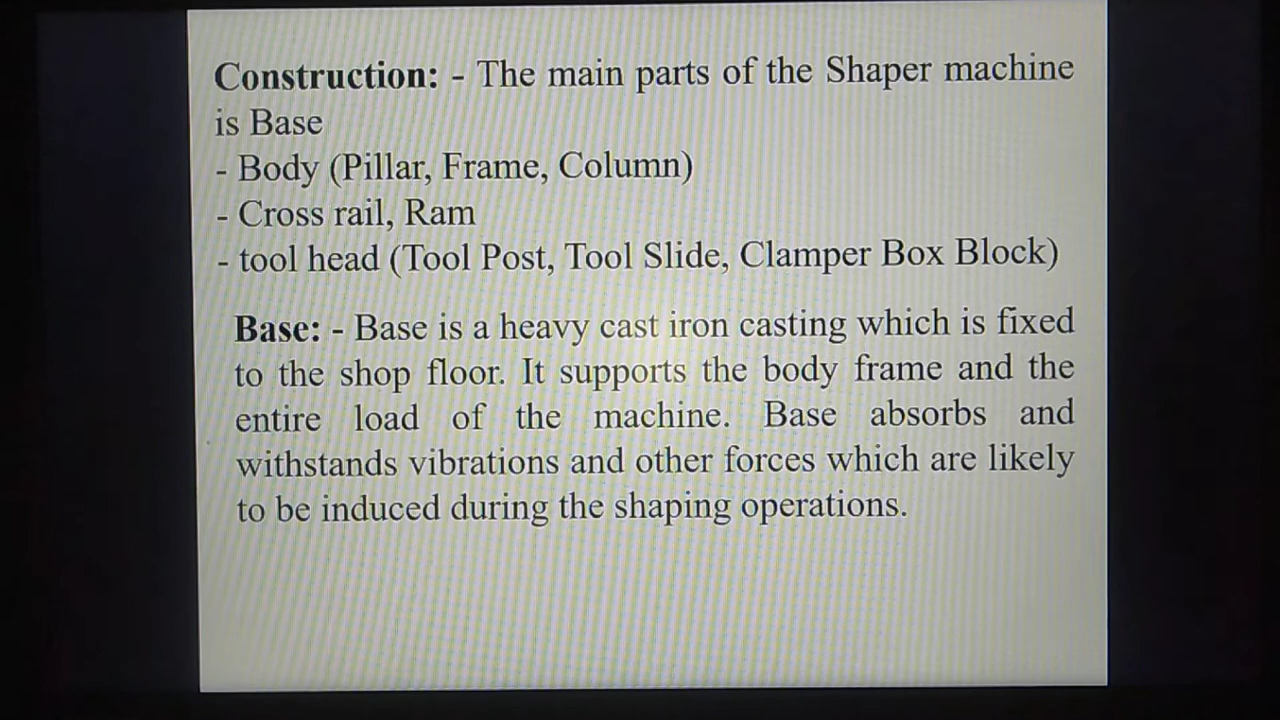 Construction: - The main parts of the Shaper machine
is Base
- Body (Pillar, Frame, Column)
- Cross rail, Ram
- tool head (Tool Post, Tool Slide, Clamper Box Block)
Base: - Base is a heavy cast iron casting which is fixed
to the shop floor. It supports the body frame and the
entire load of the machine. Base absorbs and
withstands vibrations and other forces which are likely
to be induced during the shaping operations.